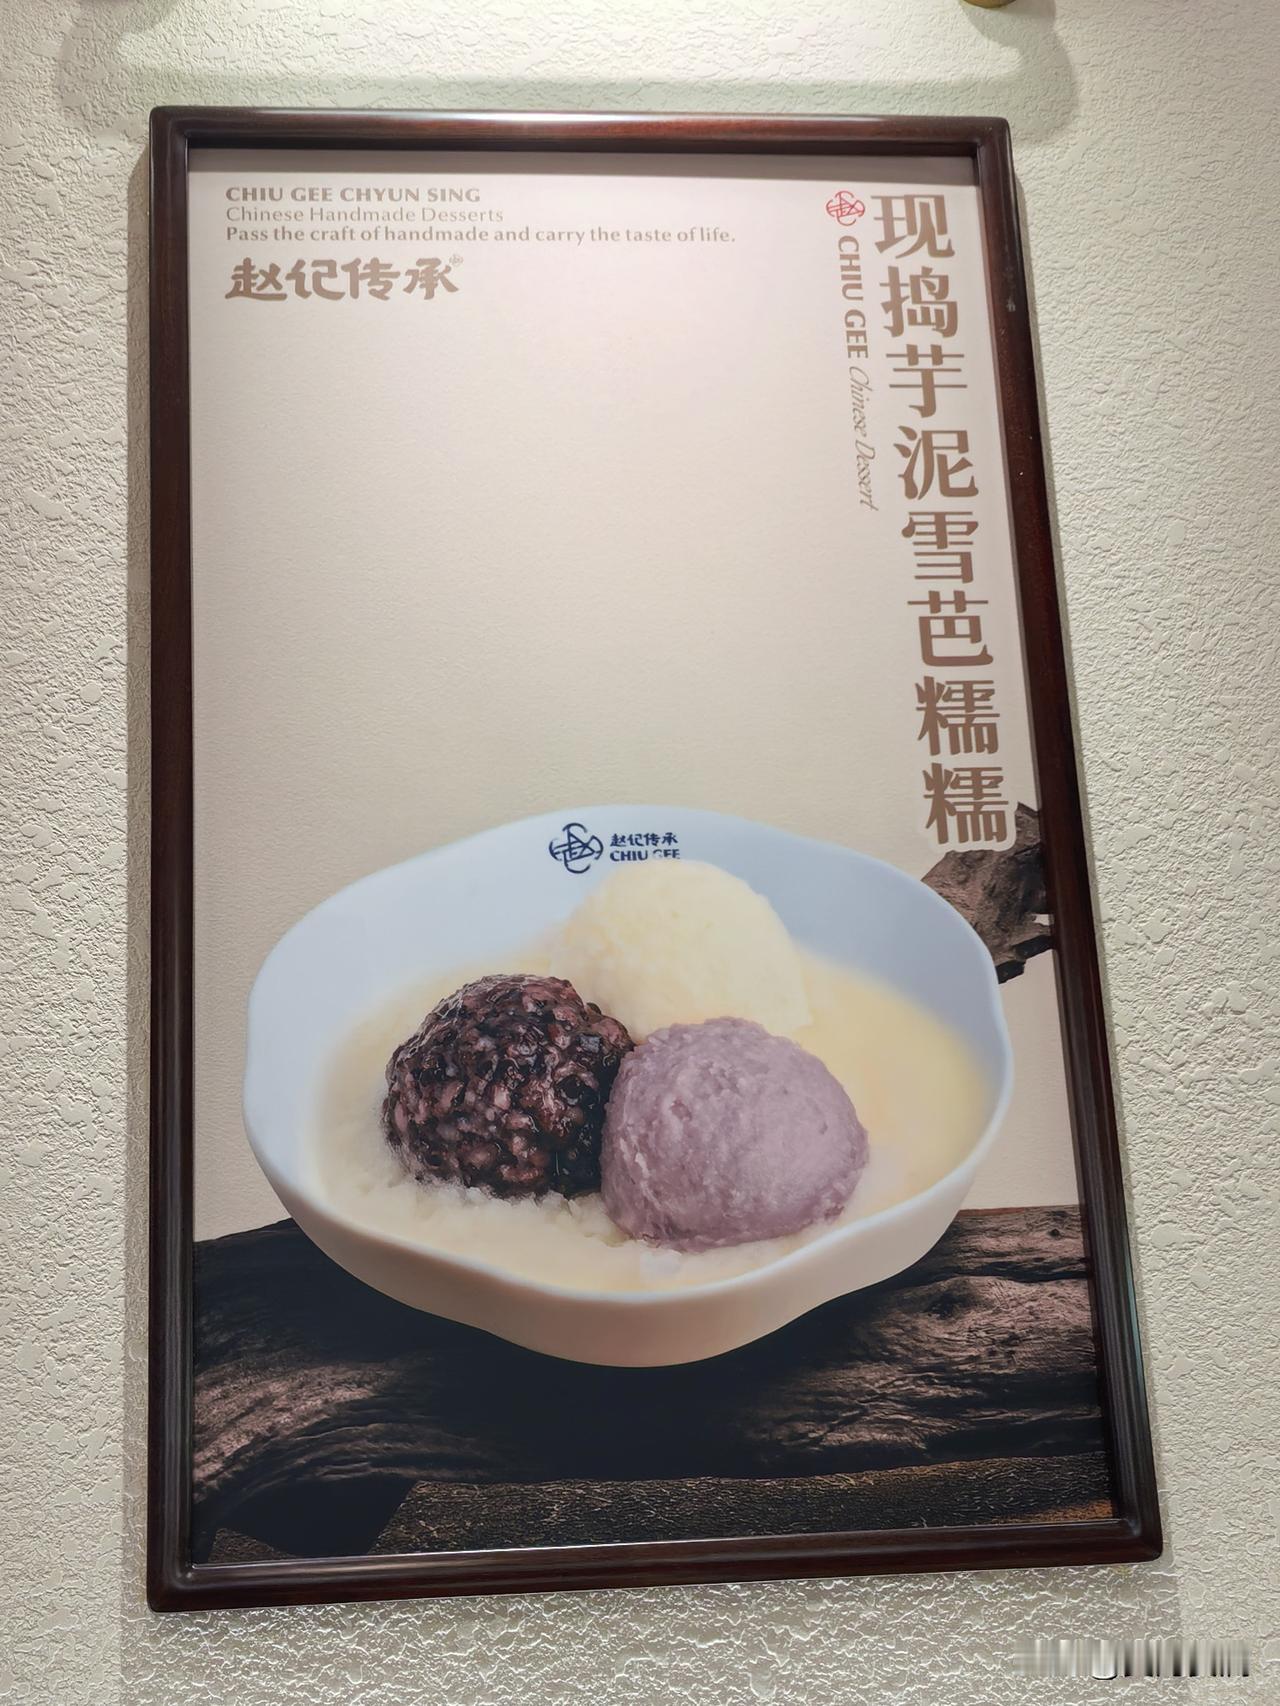 CHIU GEE CHYUN SING
Chinese Handmade Desserts
Pass the craft of handmade and carry the taste of life.
赵记传承
现捣芋泥雪芭糯糯
CHIU GEE Chinese Dessert
赵记传承
CHIU GEE